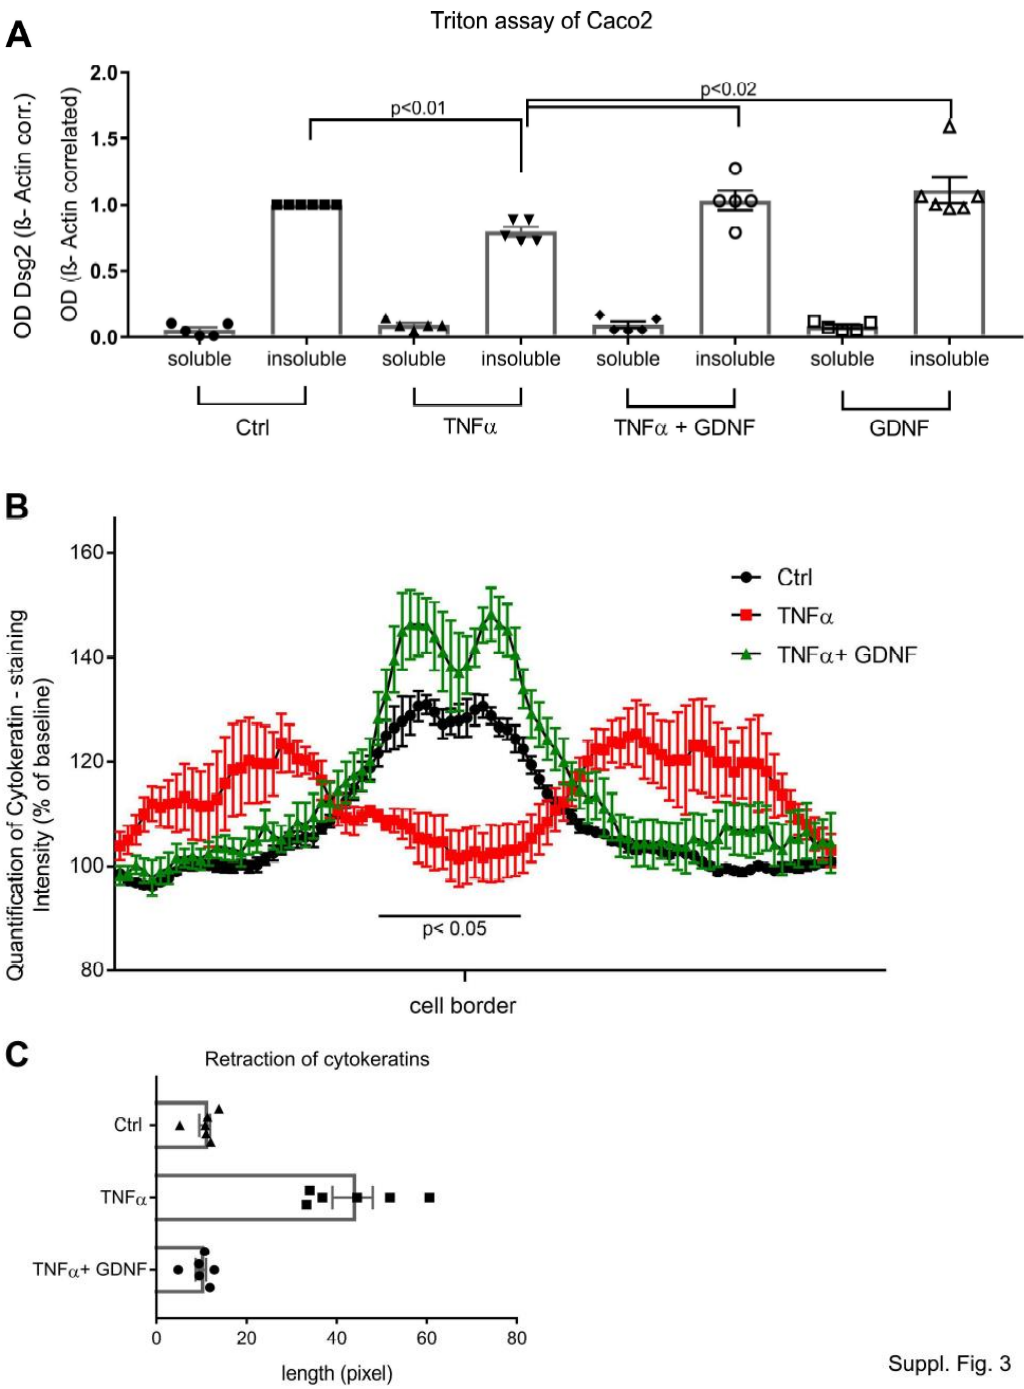 A
Triton assay of Caco2
OD Dsg2 (ß- Actin corr.)
OD (ß- Actin correlated)
2.0
1.5
1.0
0.5
0.0
p<0.01
p<0.02
soluble insoluble soluble insoluble soluble insoluble soluble insoluble
Ctrl TNFα TNFα + GDNF GDNF
B
Quantification of Cytokeratin - staining
Intensity (% of baseline)
160
140
120
100
80
Ctrl
TNFα
TNFα+ GDNF
p< 0.05
cell border
C
Retraction of cytokeratins
Ctrl
TNFα
TNFα+ GDNF
0 20 40 60 80
length (pixel)
Suppl. Fig. 3